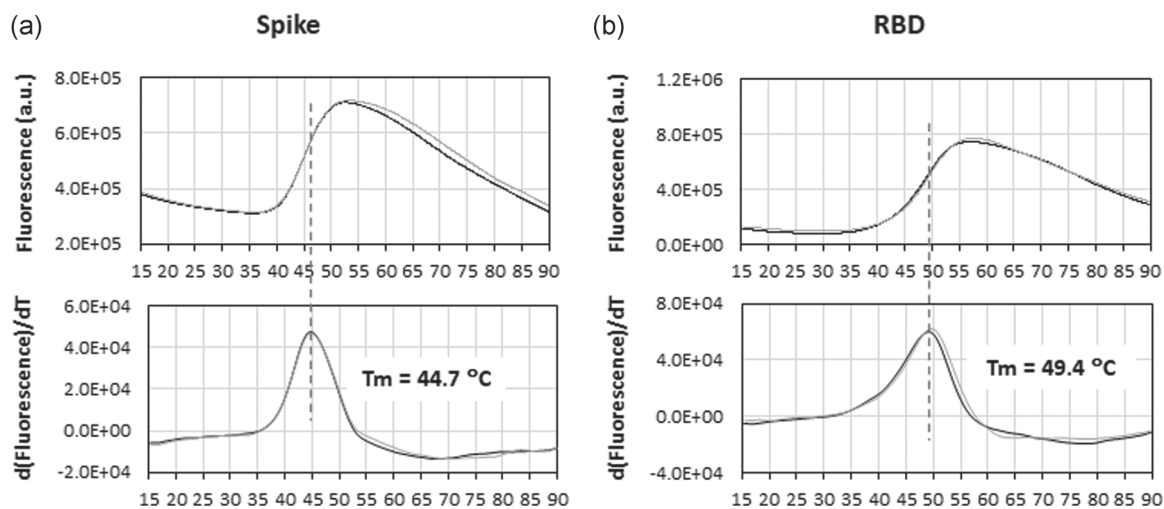 (a)
Spike
Fluorescence (a.u.)
8.0E+05
6.0E+05
4.0E+05
2.0E+05
15 20 25 30 35 40 45 50 55 60 65 70 75 80 85 90
d(Fluorescence)/dT
6.0E+04
4.0E+04
2.0E+04
0.0E+00
-2.0E+04
Tm = 44.7 °C
15 20 25 30 35 40 45 50 55 60 65 70 75 80 85 90
(b)
RBD
Fluorescence (a.u.)
1.2E+06
8.0E+05
4.0E+05
0.0E+00
15 20 25 30 35 40 45 50 55 60 65 70 75 80 85 90
d(Fluorescence)/dT
8.0E+04
4.0E+04
0.0E+00
-4.0E+04
Tm = 49.4 °C
15 20 25 30 35 40 45 50 55 60 65 70 75 80 85 90